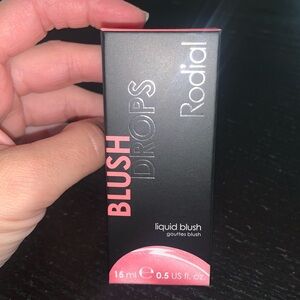 Rodial
BLUSH
DROPS
liquid blush
gouttes blush
15 ml ℮ 0.5 US fl. oz